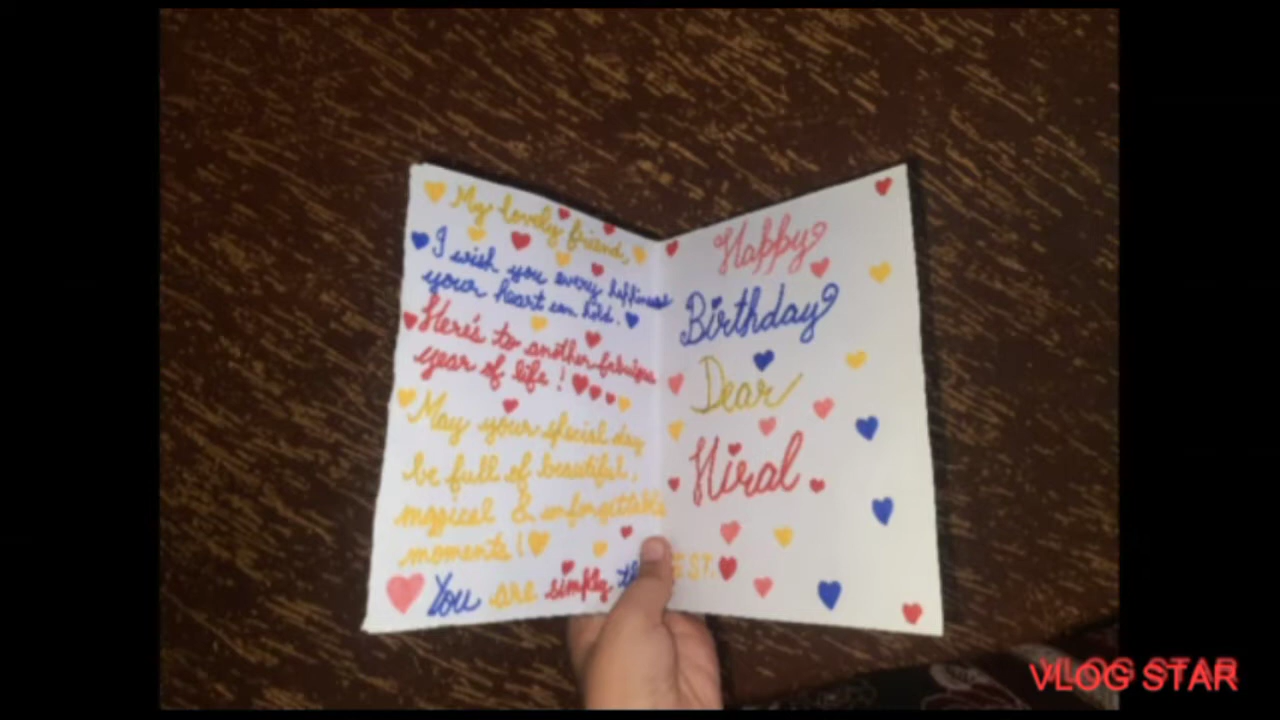 My lovely friend,
I wish you every happiness
your heart can hold.
Here's to another fabulous
year of life!
May your special day
be full of beautiful,
magical & unforgettable
moments!
You are simply
EST.
Happy
Birthday
Dear
Hiral
VLOG STAR